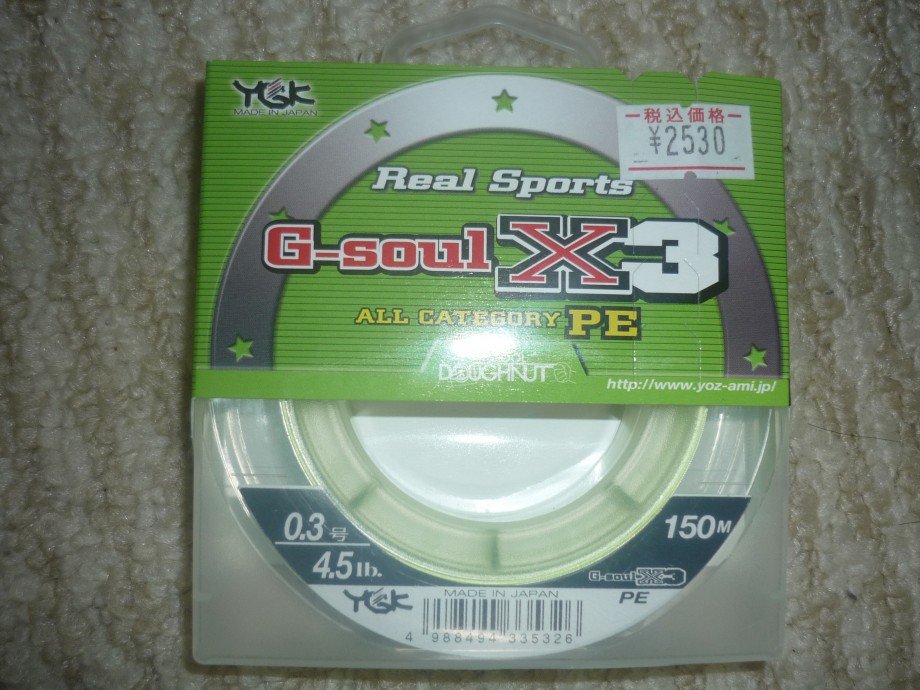 YGK
MADE IN JAPAN
税込価格
¥2530
Real Sports
G-soul X3
ALL CATEGORY PE
DOUGHNUT
http://www.yoz-ami.jp/
0.3号
4.5lb.
150M
G-soul X3
PE
YGK
MADE IN JAPAN
4 988494 335326